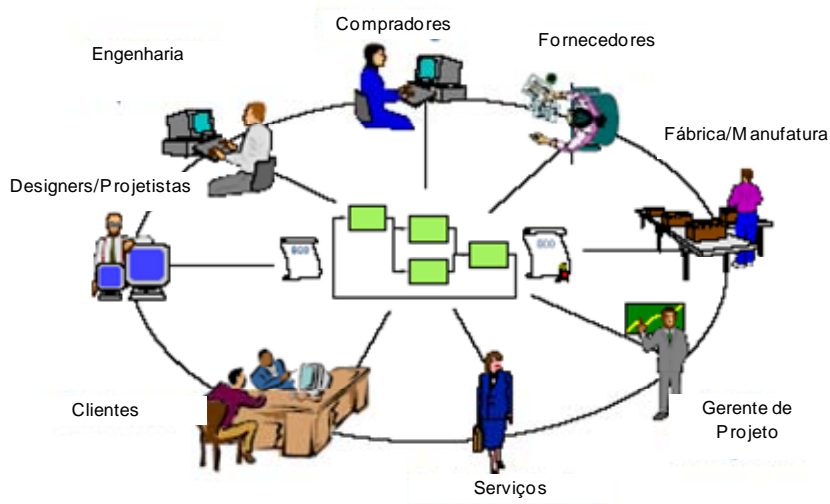 Compradores
Fornecedores
Engenharia
Fábrica/Manufatura
Designers/Projetistas
Clientes
Gerente de
Projeto
Serviços